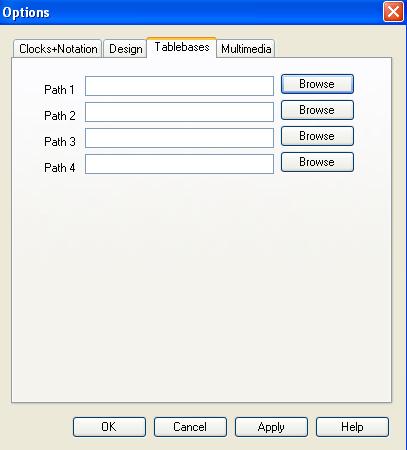 Options
Clocks+Notation Design Tablebases Multimedia
Path 1 Browse
Path 2 Browse
Path 3 Browse
Path 4 Browse
OK Cancel Apply Help